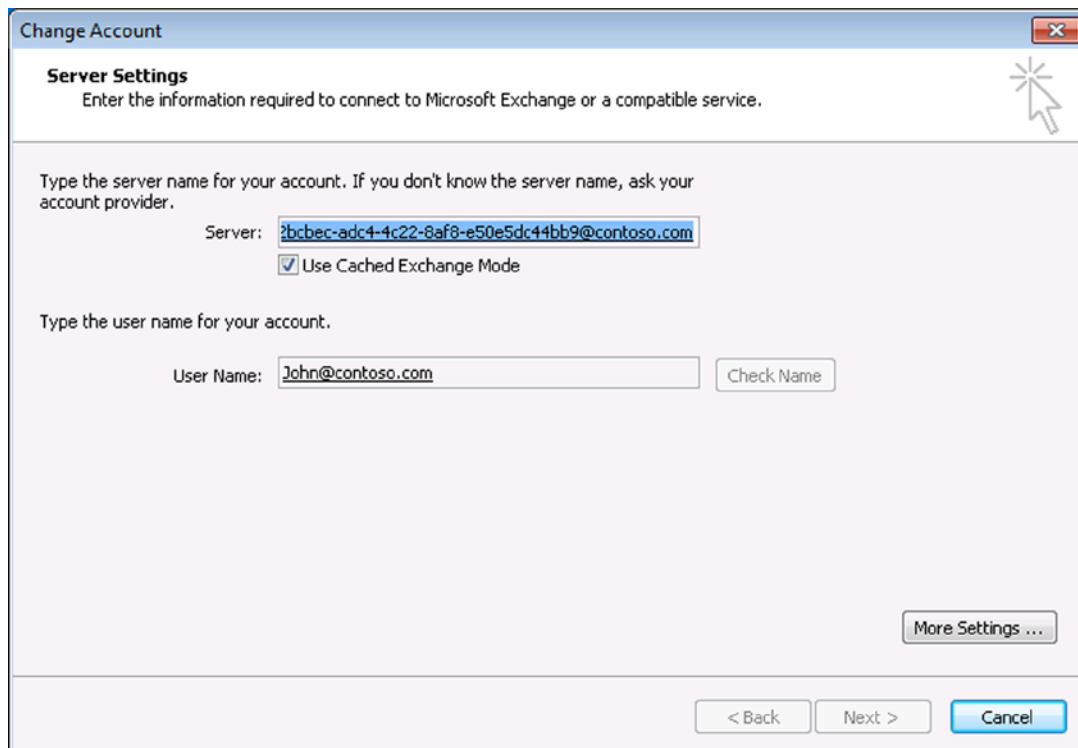 Change Account
Server Settings
Enter the information required to connect to Microsoft Exchange or a compatible service.
Type the server name for your account. If you don't know the server name, ask your
account provider.
Server: 2bcbec-adc4-4c22-8af8-e50e5dc44bb9@contoso.com
Use Cached Exchange Mode
Type the user name for your account.
User Name: John@contoso.com Check Name
More Settings ...
< Back Next > Cancel